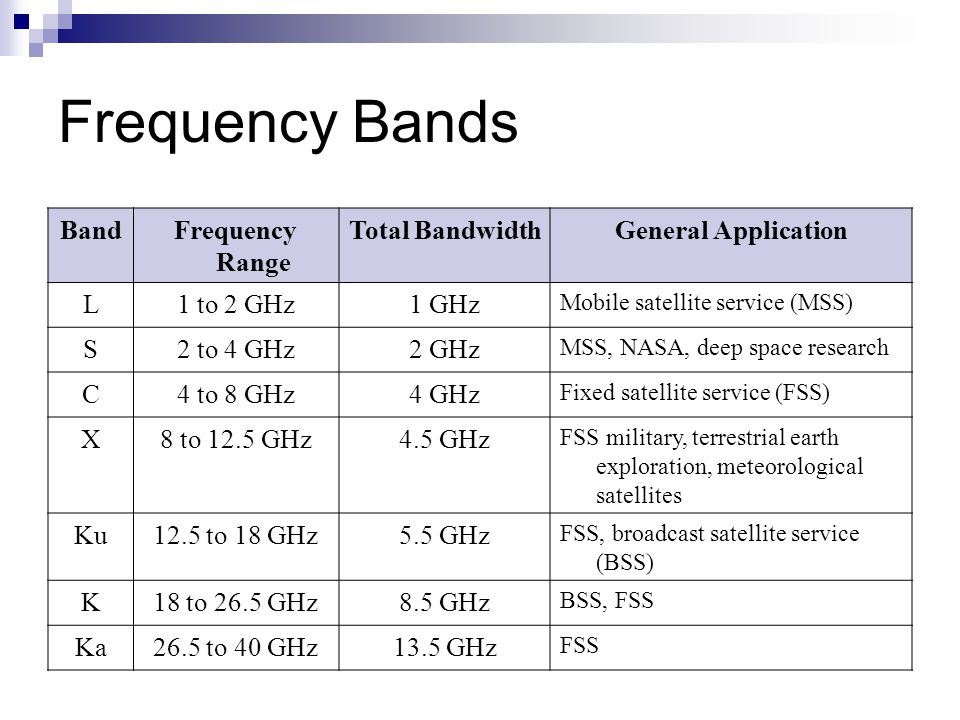 Frequency Bands
Band Frequency Range Total Bandwidth General Application
L 1 to 2 GHz 1 GHz Mobile satellite service (MSS)
S 2 to 4 GHz 2 GHz MSS, NASA, deep space research
C 4 to 8 GHz 4 GHz Fixed satellite service (FSS)
X 8 to 12.5 GHz 4.5 GHz FSS military, terrestrial earth
exploration, meteorological
satellites
Ku 12.5 to 18 GHz 5.5 GHz FSS, broadcast satellite service
(BSS)
K 18 to 26.5 GHz 8.5 GHz BSS, FSS
Ka 26.5 to 40 GHz 13.5 GHz FSS